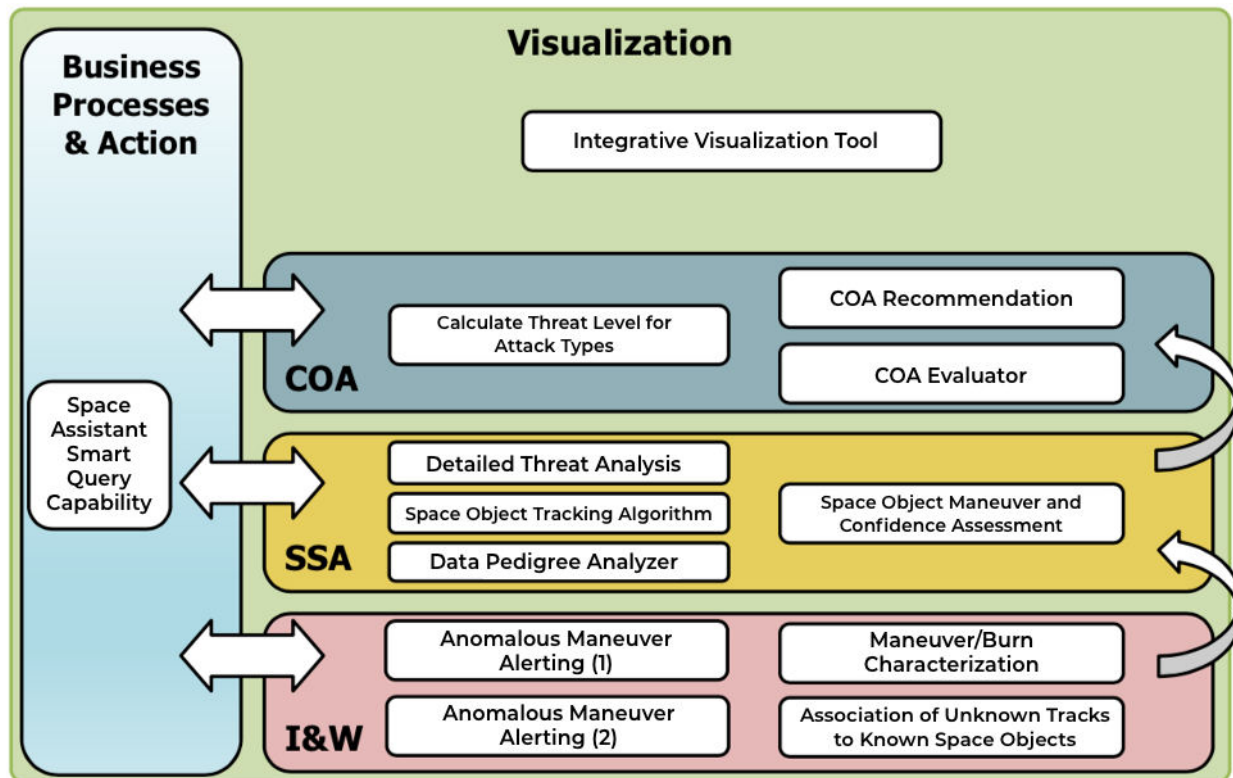 Business
Processes
& Action
Space
Assistant
Smart
Query
Capability
Visualization
Integrative Visualization Tool
COA
Calculate Threat Level for
Attack Types
COA Recommendation
COA Evaluator
SSA
Detailed Threat Analysis
Space Object Tracking Algorithm
Data Pedigree Analyzer
Space Object Maneuver and
Confidence Assessment
I&W
Anomalous Maneuver
Alerting (1)
Anomalous Maneuver
Alerting (2)
Maneuver/Burn
Characterization
Association of Unknown Tracks
to Known Space Objects